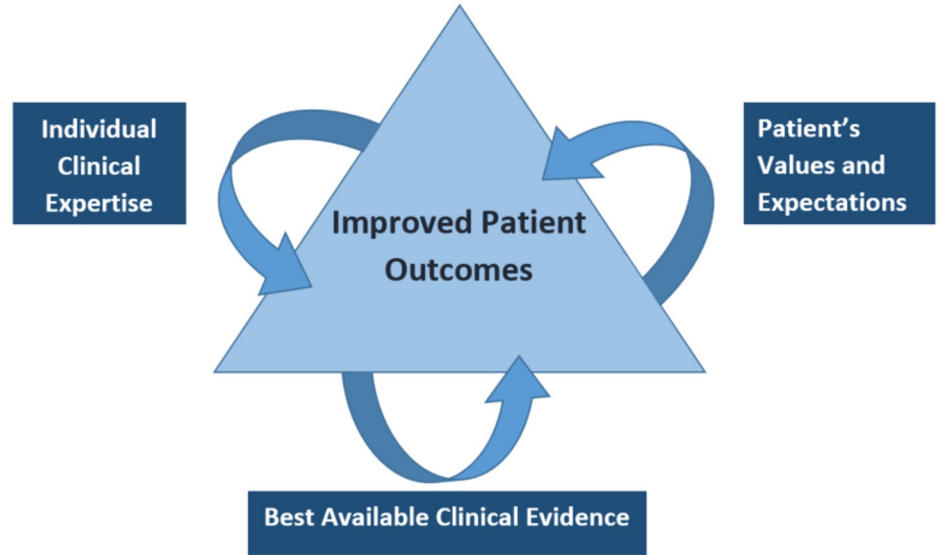 Individual
Clinical
Expertise
Patient’s
Values and
Expectations
Improved Patient
Outcomes
Best Available Clinical Evidence